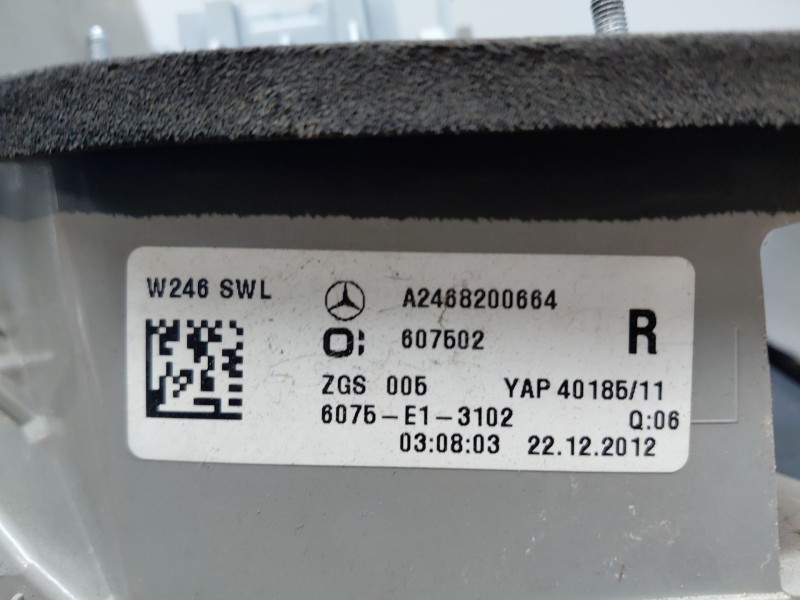 W246 SWL
A2468200664
O:
607502
R
ZGS 005 YAP 40185/11
6075-E1-3102 Q:06
03:08:03 22.12.2012